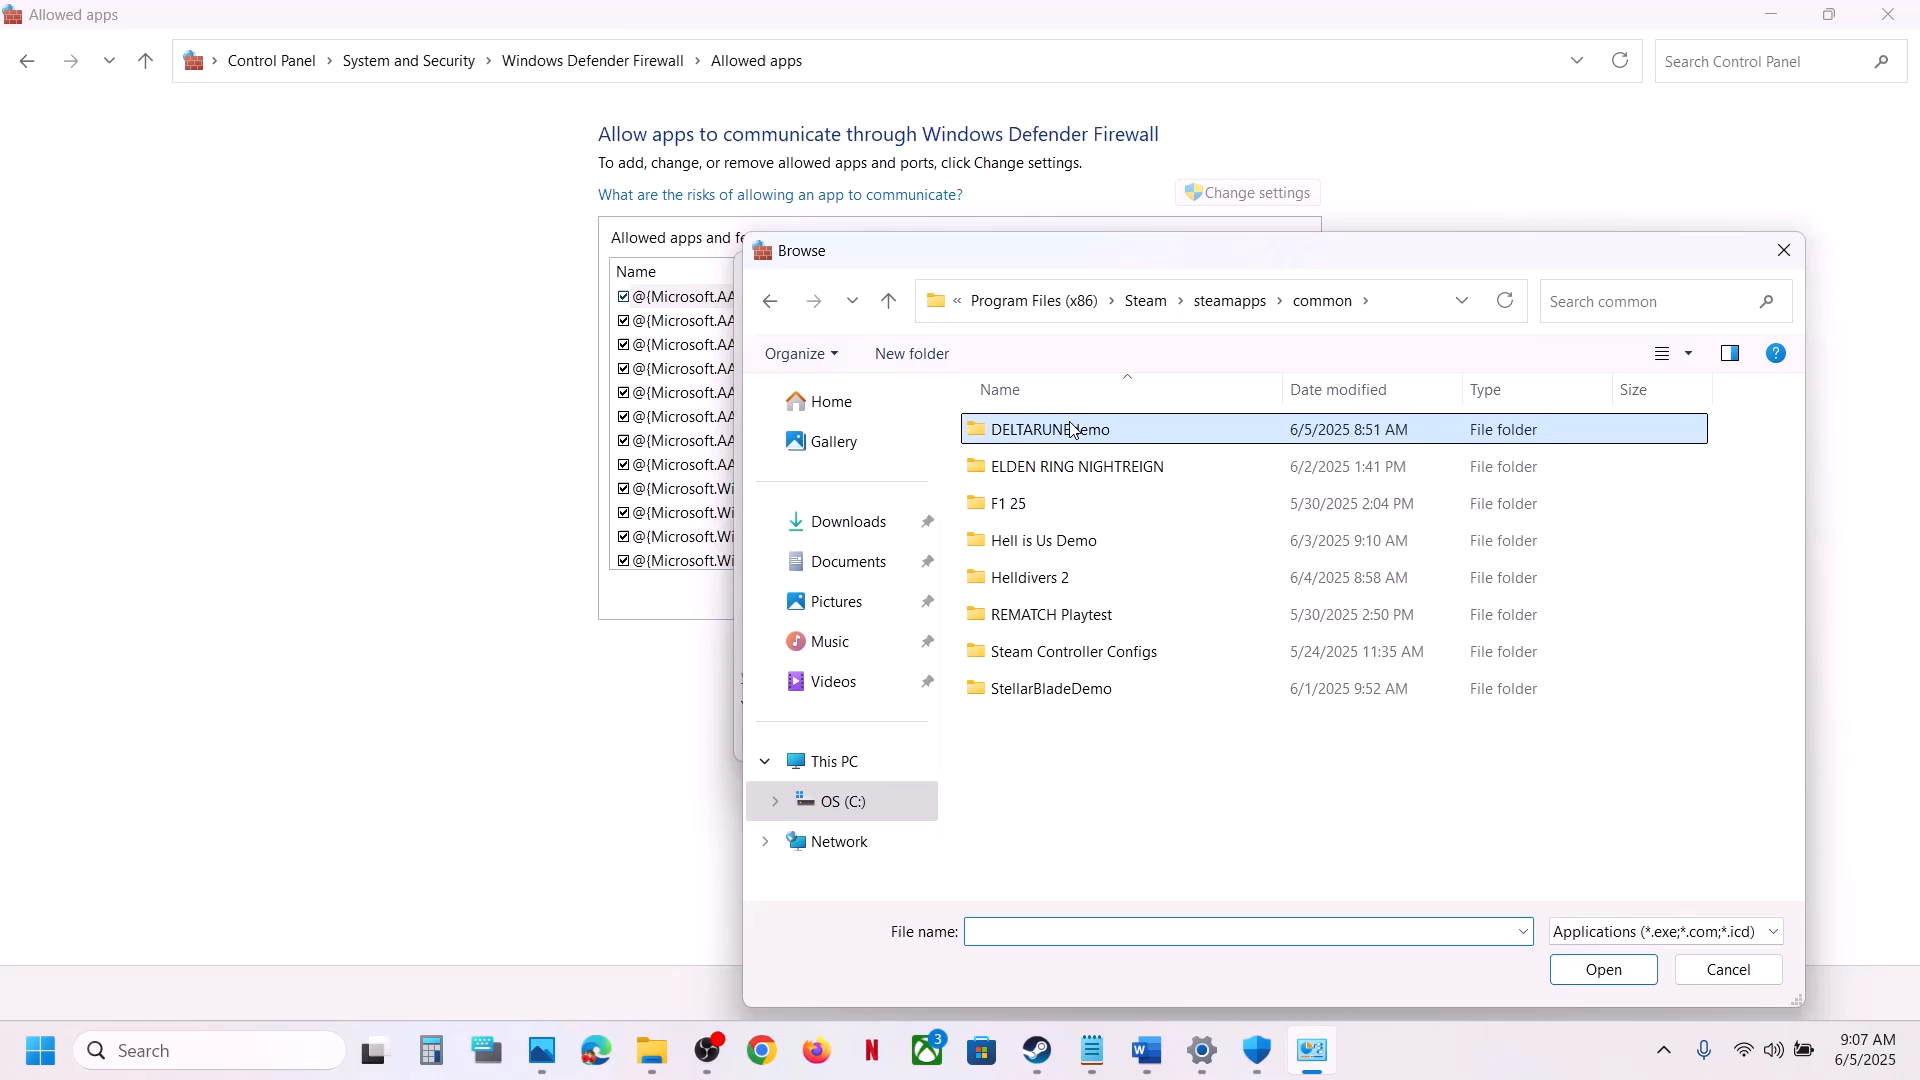 Allowed apps
Control Panel › System and Security › Windows Defender Firewall › Allowed apps
Search Control Panel
Allow apps to communicate through Windows Defender Firewall
To add, change, or remove allowed apps and ports, click Change settings.
What are the risks of allowing an app to communicate?
Change settings
Allowed apps and fe
Name
@{Microsoft.AA
@{Microsoft.AA
@{Microsoft.AA
@{Microsoft.AA
@{Microsoft.AA
@{Microsoft.AA
@{Microsoft.AA
@{Microsoft.AA
@{Microsoft.Wi
@{Microsoft.Wi
@{Microsoft.Wi
@{Microsoft.Wi
Browse
« Program Files (x86) › Steam › steamapps › common ›
Search common
Organize
New folder
Home
Gallery
Downloads
Documents
Pictures
Music
Videos
This PC
OS (C:)
Network
Name Date modified Type Size
DELTARUNEdemo 6/5/2025 8:51 AM File folder
ELDEN RING NIGHTREIGN 6/2/2025 1:41 PM File folder
F1 25 5/30/2025 2:04 PM File folder
Hell is Us Demo 6/3/2025 9:10 AM File folder
Helldivers 2 6/4/2025 8:58 AM File folder
REMATCH Playtest 5/30/2025 2:50 PM File folder
Steam Controller Configs 5/24/2025 11:35 AM File folder
StellarBladeDemo 6/1/2025 9:52 AM File folder
File name:
Applications (*.exe;*.com;*.icd)
Open
Cancel
Search
3
9:07 AM
6/5/2025